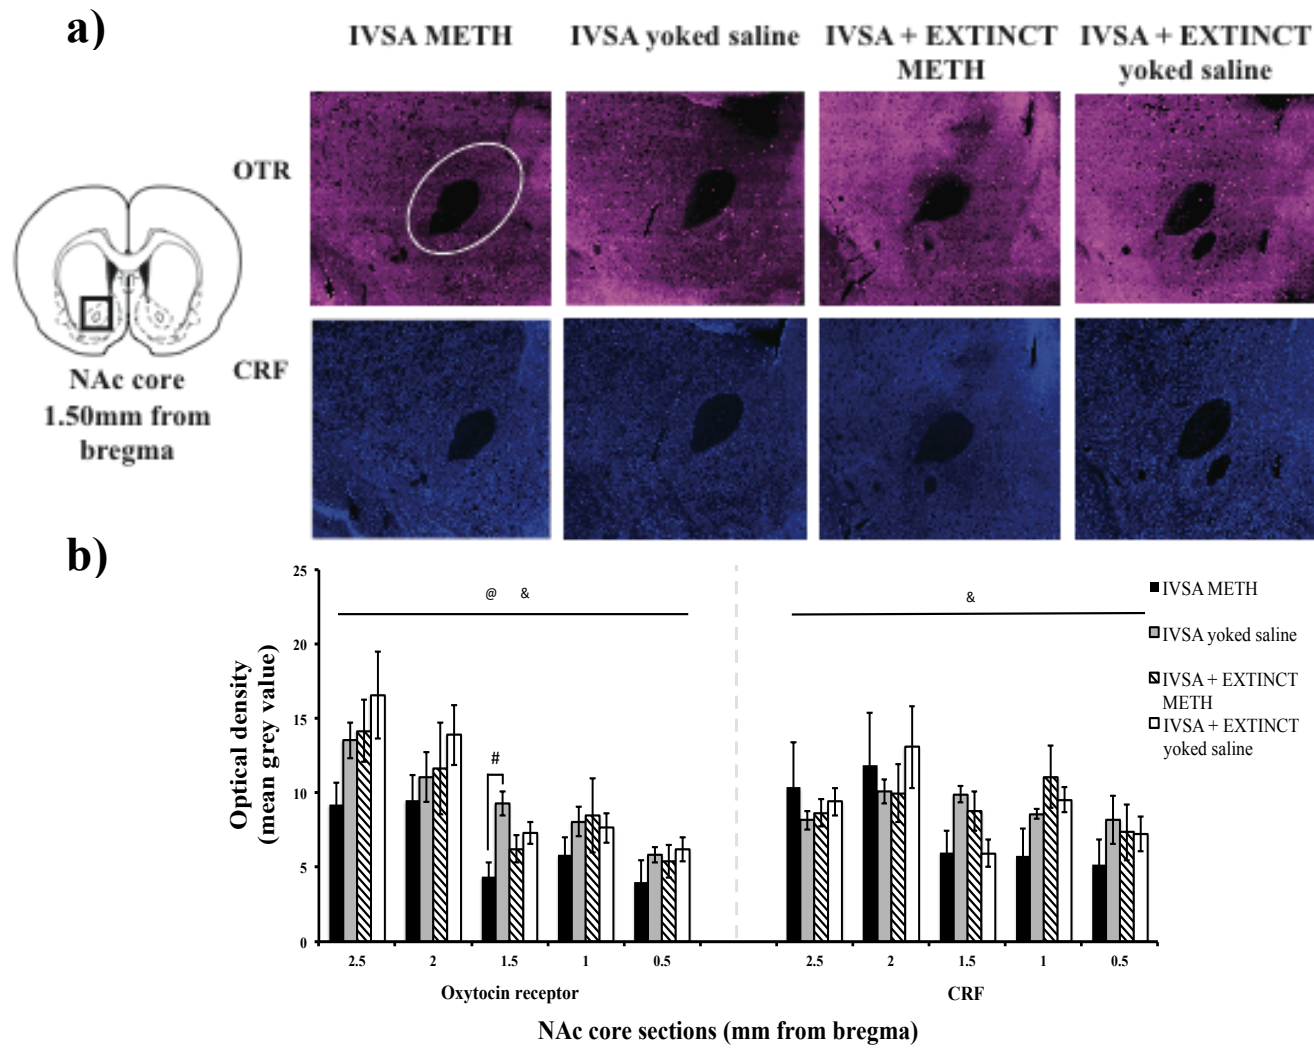 a)
IVSA METH
IVSA yoked saline
IVSA + EXTINCT
METH
IVSA + EXTINCT
yoked saline
OTR
CRF
NAc core
1.50mm from
bregma
b)
Optical density
(mean grey value)
25
20
15
10
5
0
@ &
&
#
IVSA METH
IVSA yoked saline
IVSA + EXTINCT
METH
IVSA + EXTINCT
yoked saline
2.5 2 1.5 1 0.5 2.5 2 1.5 1 0.5
Oxytocin receptor CRF
NAc core sections (mm from bregma)